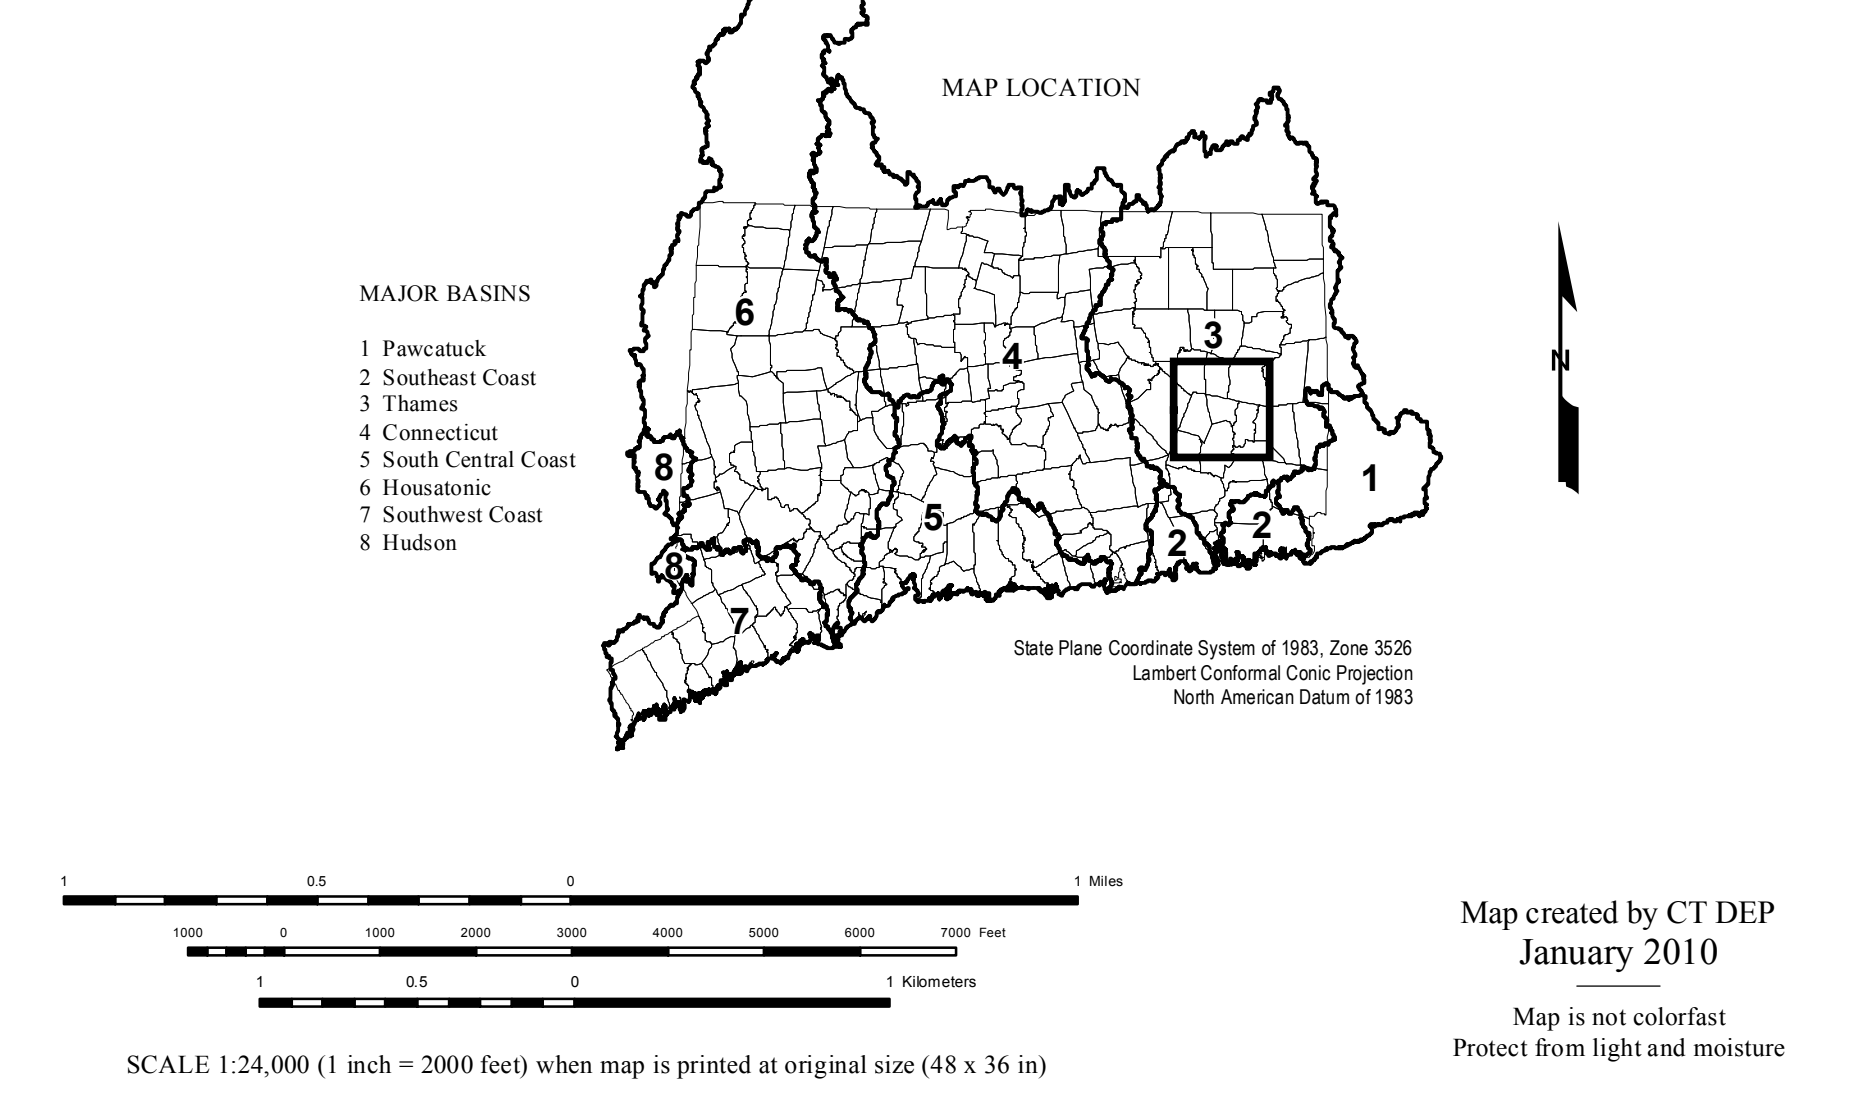 MAP LOCATION
MAJOR BASINS
1 Pawcatuck
2 Southeast Coast
3 Thames
4 Connecticut
5 South Central Coast
6 Housatonic
7 Southwest Coast
8 Hudson
6
3
4
N
8
1
5
2
2
8
7
State Plane Coordinate System of 1983, Zone 3526
Lambert Conformal Conic Projection
North American Datum of 1983
1 0.5 0 1 Miles
1000 0 1000 2000 3000 4000 5000 6000 7000 Feet
1 0.5 0 1 Kilometers
SCALE 1:24,000 (1 inch = 2000 feet) when map is printed at original size (48 x 36 in)
Map created by CT DEP
January 2010
Map is not colorfast
Protect from light and moisture